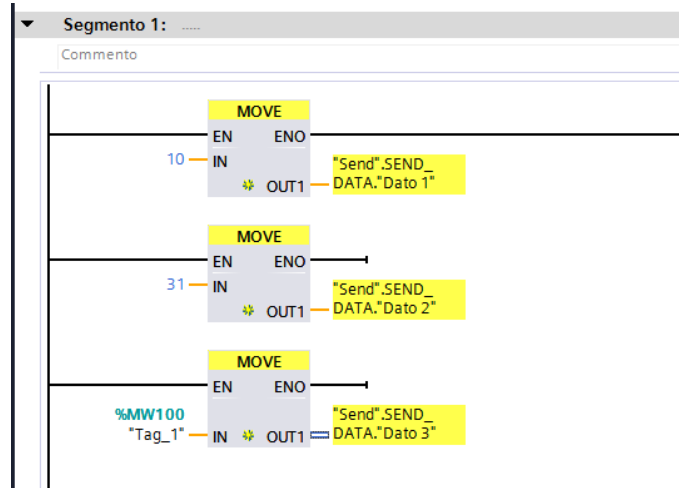 Segmento 1: .....
Commento
MOVE
EN ENO
10 IN
OUT1
"Send".SEND_
DATA."Dato 1"
MOVE
EN ENO
31 IN
OUT1
"Send".SEND_
DATA."Dato 2"
MOVE
EN ENO
%MW100
"Tag_1" IN OUT1
"Send".SEND_
DATA."Dato 3"